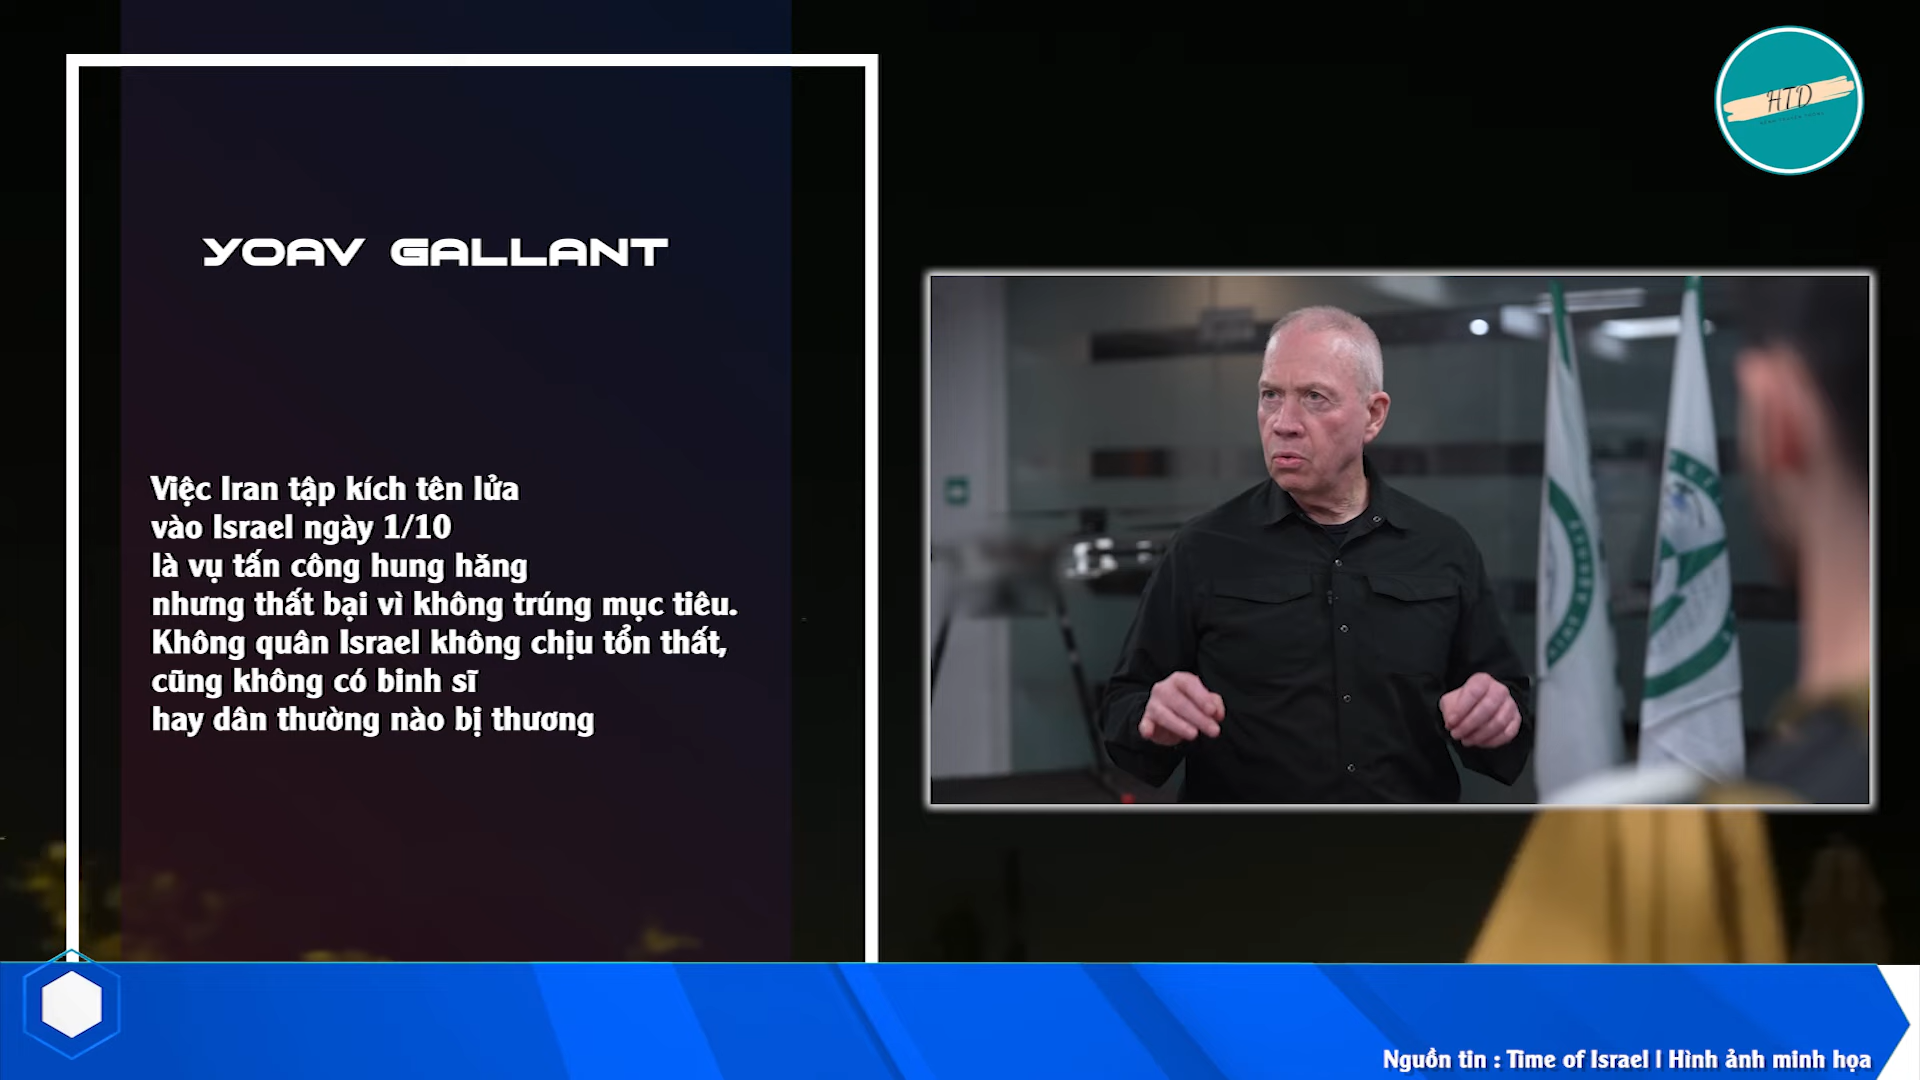 HTD
YOAV GALLANT
Việc Iran tập kích tên lửa
vào Israel ngày 1/10
là vụ tấn công hung hăng
nhưng thất bại vì không trúng mục tiêu.
Không quân Israel không chịu tổn thất,
cũng không có binh sĩ
hay dân thường nào bị thương
Nguồn tin : Time of Israel | Hình ảnh minh họa